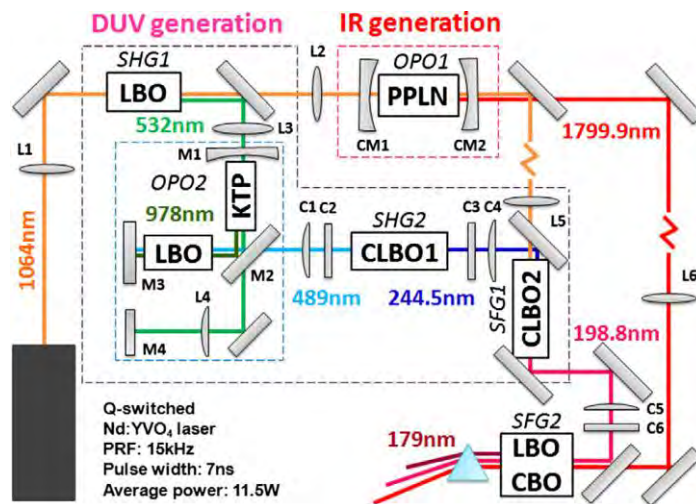 DUV generation
IR generation
SHG1
LBO
532nm
L1
L2
L3
OPO1
PPLN
CM1
CM2
1799.9nm
M1
OPO2
978nm
KTP
LBO
M3
M2
L4
M4
C1
C2
SHG2
CLBO1
C3
C4
L5
489nm
244.5nm
SFG1
CLBO2
L6
1064nm
198.8nm
C5
C6
SFG2
LBO
CBO
179nm
Q-switched
Nd:YVO₄ laser
PRF: 15kHz
Pulse width: 7ns
Average power: 11.5W